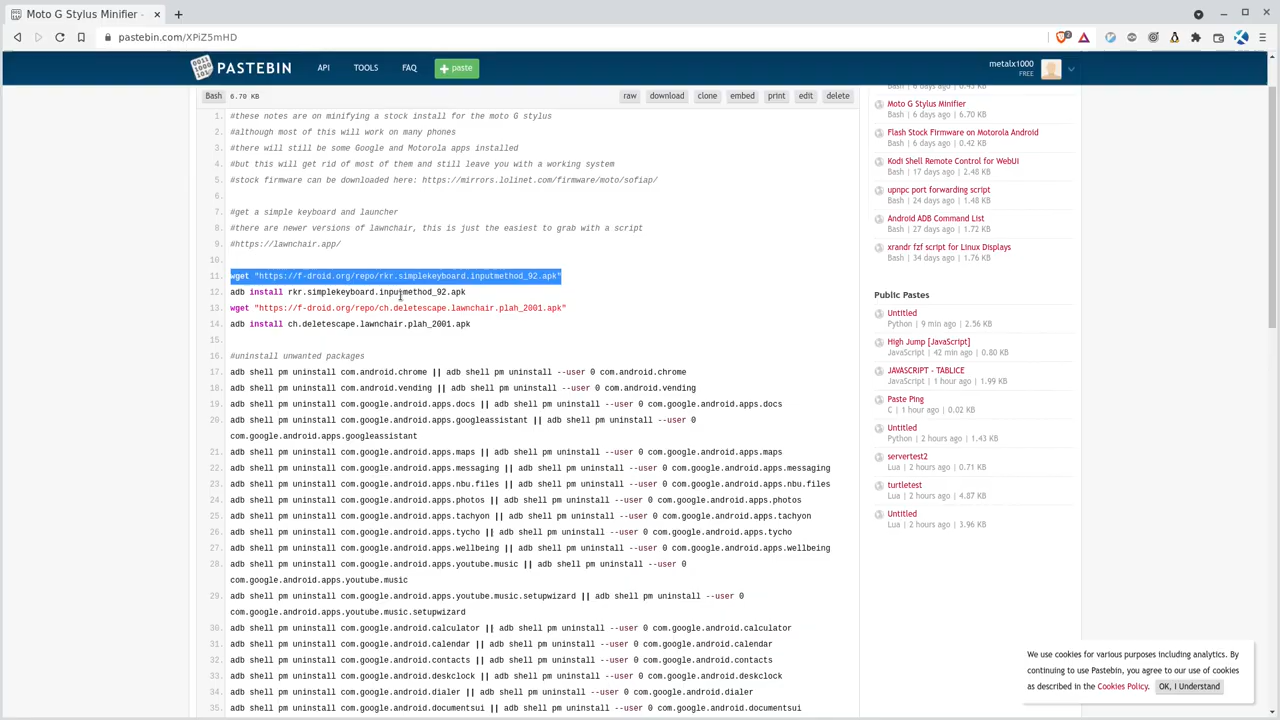 Moto G Stylus Minifier -
pastebin.com/XPiZ5mHD
PASTEBIN
API
TOOLS
FAQ
+ paste
metalx1000
FREE
Bash 6.70 KB
raw
download
clone
embed
print
edit
delete
1. #these notes are on minifying a stock install for the moto G stylus
2. #although most of this will work on many phones
3. #there will still be some Google and Motorola apps installed
4. #but this will get rid of most of them and still leave you with a working system
5. #stock firmware can be downloaded here: https://mirrors.lolinet.com/firmware/moto/sofiap/
6.
7. #get a simple keyboard and launcher
8. #there are newer versions of lawnchair, this is just the easiest to grab with a script
9. #https://lawnchair.app/
10.
11. wget "https://f-droid.org/repo/rkr.simplekeyboard.inputmethod_92.apk"
12. adb install rkr.simplekeyboard.inputmethod_92.apk
13. wget "https://f-droid.org/repo/ch.deletescape.lawnchair.plah_2001.apk"
14. adb install ch.deletescape.lawnchair.plah_2001.apk
15.
16. #uninstall unwanted packages
17. adb shell pm uninstall com.android.chrome || adb shell pm uninstall --user 0 com.android.chrome
18. adb shell pm uninstall com.android.vending || adb shell pm uninstall --user 0 com.android.vending
19. adb shell pm uninstall com.google.android.apps.docs || adb shell pm uninstall --user 0 com.google.android.apps.docs
20. adb shell pm uninstall com.google.android.apps.googleassistant || adb shell pm uninstall --user 0
com.google.android.apps.googleassistant
21. adb shell pm uninstall com.google.android.apps.maps || adb shell pm uninstall --user 0 com.google.android.apps.maps
22. adb shell pm uninstall com.google.android.apps.messaging || adb shell pm uninstall --user 0 com.google.android.apps.messaging
23. adb shell pm uninstall com.google.android.apps.nbu.files || adb shell pm uninstall --user 0 com.google.android.apps.nbu.files
24. adb shell pm uninstall com.google.android.apps.photos || adb shell pm uninstall --user 0 com.google.android.apps.photos
25. adb shell pm uninstall com.google.android.apps.tachyon || adb shell pm uninstall --user 0 com.google.android.apps.tachyon
26. adb shell pm uninstall com.google.android.apps.tycho || adb shell pm uninstall --user 0 com.google.android.apps.tycho
27. adb shell pm uninstall com.google.android.apps.wellbeing || adb shell pm uninstall --user 0 com.google.android.apps.wellbeing
28. adb shell pm uninstall com.google.android.apps.youtube.music || adb shell pm uninstall --user 0
com.google.android.apps.youtube.music
29. adb shell pm uninstall com.google.android.apps.youtube.music.setupwizard || adb shell pm uninstall --user 0
com.google.android.apps.youtube.music.setupwizard
30. adb shell pm uninstall com.google.android.calculator || adb shell pm uninstall --user 0 com.google.android.calculator
31. adb shell pm uninstall com.google.android.calendar || adb shell pm uninstall --user 0 com.google.android.calendar
32. adb shell pm uninstall com.google.android.contacts || adb shell pm uninstall --user 0 com.google.android.contacts
33. adb shell pm uninstall com.google.android.deskclock || adb shell pm uninstall --user 0 com.google.android.deskclock
34. adb shell pm uninstall com.google.android.dialer || adb shell pm uninstall --user 0 com.google.android.dialer
35. adb shell pm uninstall com.google.android.documentsui || adb shell pm uninstall --user 0 com.google.android.documentsui
Bash | 6 days ago | 0.43 KB
Moto G Stylus Minifier
Bash | 6 days ago | 6.70 KB
Flash Stock Firmware on Motorola Android
Bash | 6 days ago | 0.42 KB
Kodi Shell Remote Control for WebUI
Bash | 17 days ago | 2.48 KB
upnpc port forwarding script
Bash | 24 days ago | 1.48 KB
Android ADB Command List
Bash | 27 days ago | 1.72 KB
xrandr fzf script for Linux Displays
Bash | 34 days ago | 1.76 KB
Public Pastes
Untitled
Python | 9 min ago | 2.56 KB
High Jump [JavaScript]
JavaScript | 42 min ago | 0.80 KB
JAVASCRIPT - TABLICE
JavaScript | 1 hour ago | 1.99 KB
Paste Ping
C | 1 hour ago | 0.02 KB
Untitled
Python | 2 hours ago | 1.43 KB
servertest2
Lua | 2 hours ago | 0.71 KB
turtletest
Lua | 2 hours ago | 4.87 KB
Untitled
Lua | 2 hours ago | 3.96 KB
We use cookies for various purposes including analytics. By
continuing to use Pastebin, you agree to our use of cookies
as described in the Cookies Policy. OK, I Understand